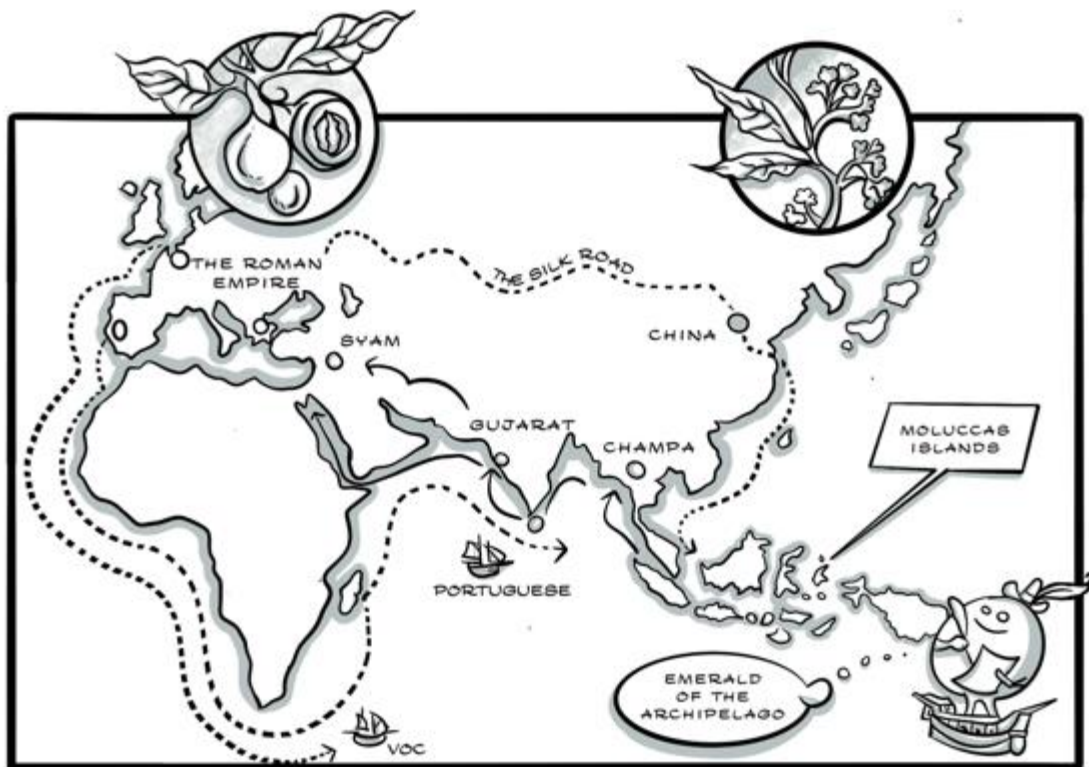 THE ROMAN
EMPIRE
THE SILK ROAD
SYAM
CHINA
GUJARAT
CHAMPA
MOLUCCAS
ISLANDS
PORTUGUESE
EMERALD
OF THE
ARCHIPELAGO
VOC